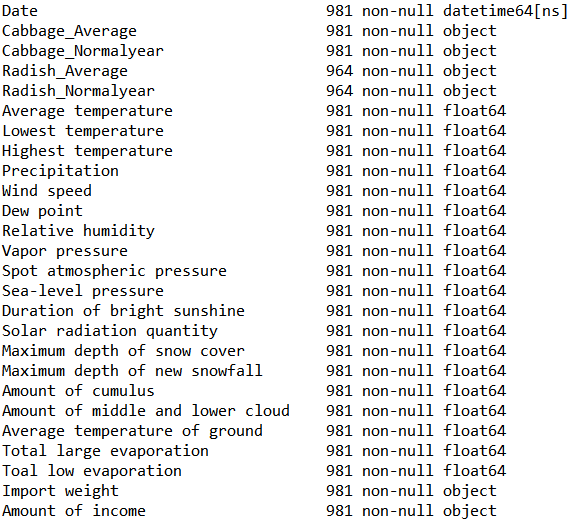 Date 981 non-null datetime64[ns]
Cabbage_Average 981 non-null object
Cabbage_Normalyear 981 non-null object
Radish_Average 964 non-null object
Radish_Normalyear 964 non-null object
Average temperature 981 non-null float64
Lowest temperature 981 non-null float64
Highest temperature 981 non-null float64
Precipitation 981 non-null float64
Wind speed 981 non-null float64
Dew point 981 non-null float64
Relative humidity 981 non-null float64
Vapor pressure 981 non-null float64
Spot atmospheric pressure 981 non-null float64
Sea-level pressure 981 non-null float64
Duration of bright sunshine 981 non-null float64
Solar radiation quantity 981 non-null float64
Maximum depth of snow cover 981 non-null float64
Maximum depth of new snowfall 981 non-null float64
Amount of cumulus 981 non-null float64
Amount of middle and lower cloud 981 non-null float64
Average temperature of ground 981 non-null float64
Total large evaporation 981 non-null float64
Toal low evaporation 981 non-null float64
Import weight 981 non-null object
Amount of income 981 non-null object